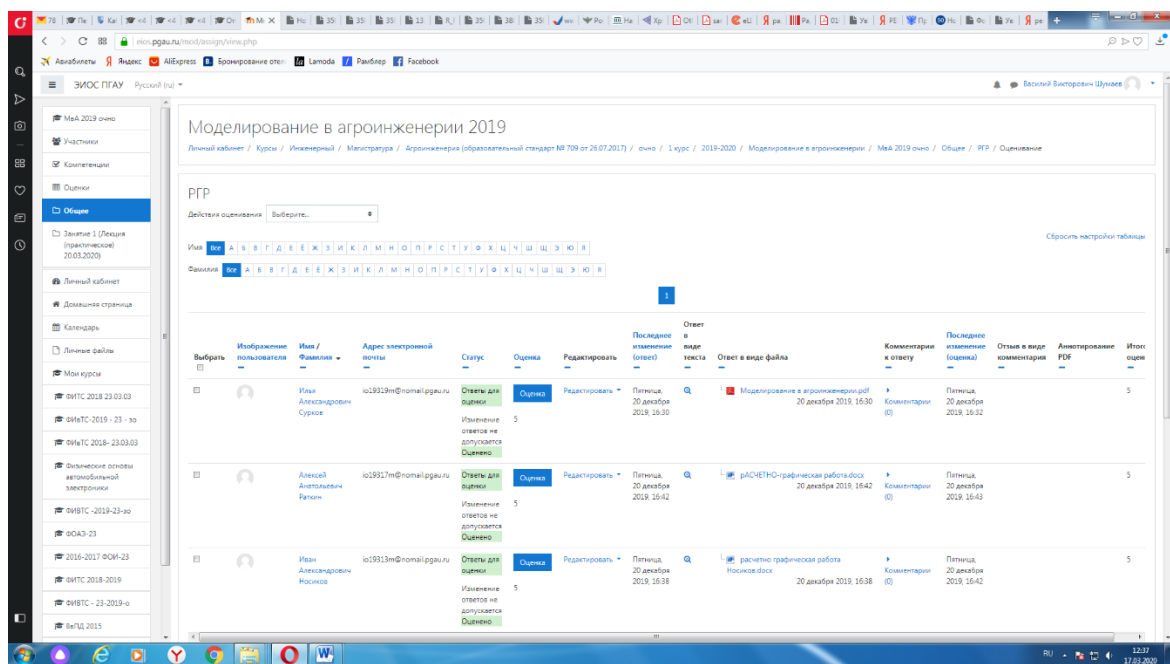 eios.pgau.ru/mod/assign/view.php
Авиабилеты Яндекс AliExpress Бронирование отел Lamoda Рамблер Facebook
ЭИОС ПГАУ Русский (ru)
Василий Викторович Шумаев
МвА 2019 очно
Участники
Компетенции
Оценки
Общее
Занятие 1 (Лекция
(практическое)
20.03.2020)
Личный кабинет
Домашняя страница
Календарь
Личные файлы
Мои курсы
ФИТС 2018 23.03.03
ФИвТС-2019 - 23 - зо
ФИвТС 2018- 23.03.03
Физические основы
автомобильной
электроники
ФИВТС -2019-23-зо
ФОАЭ-23
2016-2017 ФОИ-23
ФИТС 2018-2019
ФИВТС - 23-2019-о
ВвПД 2015
Моделирование в агроинженерии 2019
Личный кабинет / Курсы / Инженерный / Магистратура / Агроинженерия (образовательный стандарт № 709 от 26.07.2017) / очно / 1 курс / 2019-2020 / Моделирование в агроинженерии / МвА 2019 очно / Общее / РГР / Оценивание
РГР
Действия оценивания Выберите...
Сбросить настройки таблицы
Имя Все А Б В Г Д Е Ё Ж З И К Л М Н О П Р С Т У Ф Х Ц Ч Ш Щ Э Ю Я
Фамилия Все А Б В Г Д Е Ё Ж З И К Л М Н О П Р С Т У Ф Х Ц Ч Ш Щ Э Ю Я
1
Выбрать
Изображение
пользователя
Имя /
Фамилия
Адрес электронной
почты
Статус
Оценка
Редактировать
Последнее
изменение
(ответ)
Ответ
в
виде
текста
Ответ в виде файла
Комментарии
к ответу
Последнее
изменение
(оценка)
Отзыв в виде
комментария
Аннотирование
PDF
Итого
оцен
Илья
Александрович
Сурков
io19319m@nomail.pgau.ru
Ответы для
оценки
Изменение
ответов не
допускается
Оценено
Оценка
5
Редактировать
Пятница,
20 декабря
2019, 16:30
Моделирование в агроинженерии.pdf
20 декабря 2019, 16:30
Комментарии
(0)
Пятница,
20 декабря
2019, 16:32
5
Алексей
Анатольевич
Раткин
io19317m@nomail.pgau.ru
Ответы для
оценки
Изменение
ответов не
допускается
Оценено
Оценка
5
Редактировать
Пятница,
20 декабря
2019, 16:42
рАСЧЕТНО-графическая работа.docx
20 декабря 2019, 16:42
Комментарии
(0)
Пятница,
20 декабря
2019, 16:43
5
Иван
Александрович
Носиков
io19313m@nomail.pgau.ru
Ответы для
оценки
Изменение
ответов не
допускается
Оценено
Оценка
5
Редактировать
Пятница,
20 декабря
2019, 16:38
расчетно графическая работа
Носиков.docx
20 декабря 2019, 16:38
Комментарии
(0)
Пятница,
20 декабря
2019, 16:42
5
RU
12:37
17.03.2020